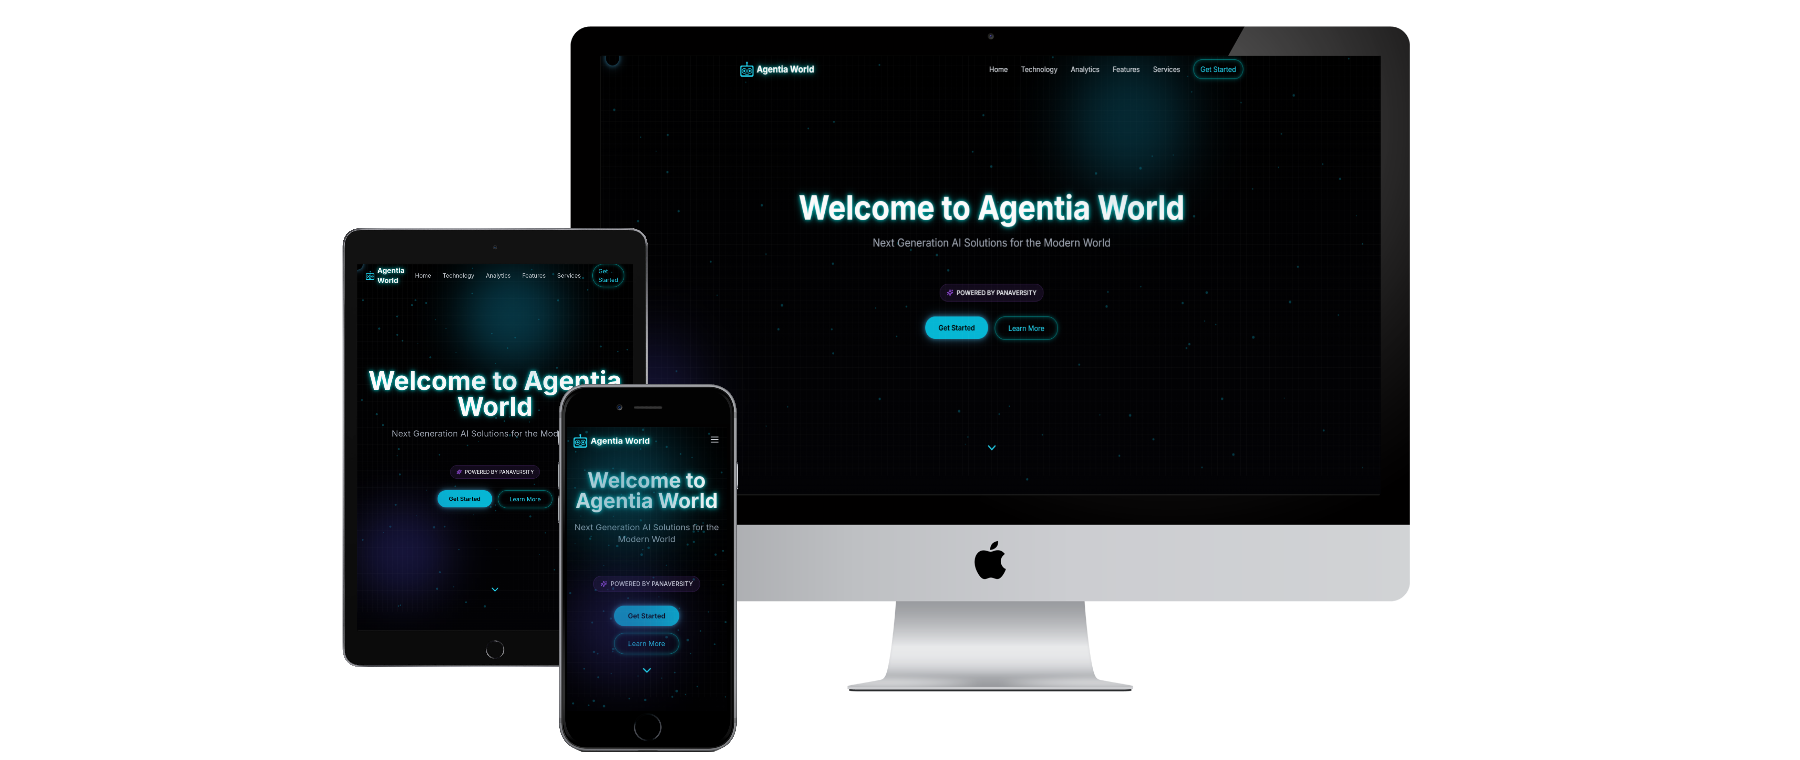 Agentia World
Home Technology Analytics Features Services Get Started
Welcome to Agentia World
Next Generation AI Solutions for the Modern World
POWERED BY PANAVERSITY
Get Started Learn More
Agentia
World
Home Technology Analytics Features Services
Get
Started
Welcome to Agentia
World
Next Generation AI Solutions for the
POWERED BY PANAVERSITY
Get Started Learn More
Agentia World
Welcome to
Agentia World
Next Generation AI Solutions for the
Modern World
POWERED BY PANAVERSITY
Get Started
Learn More